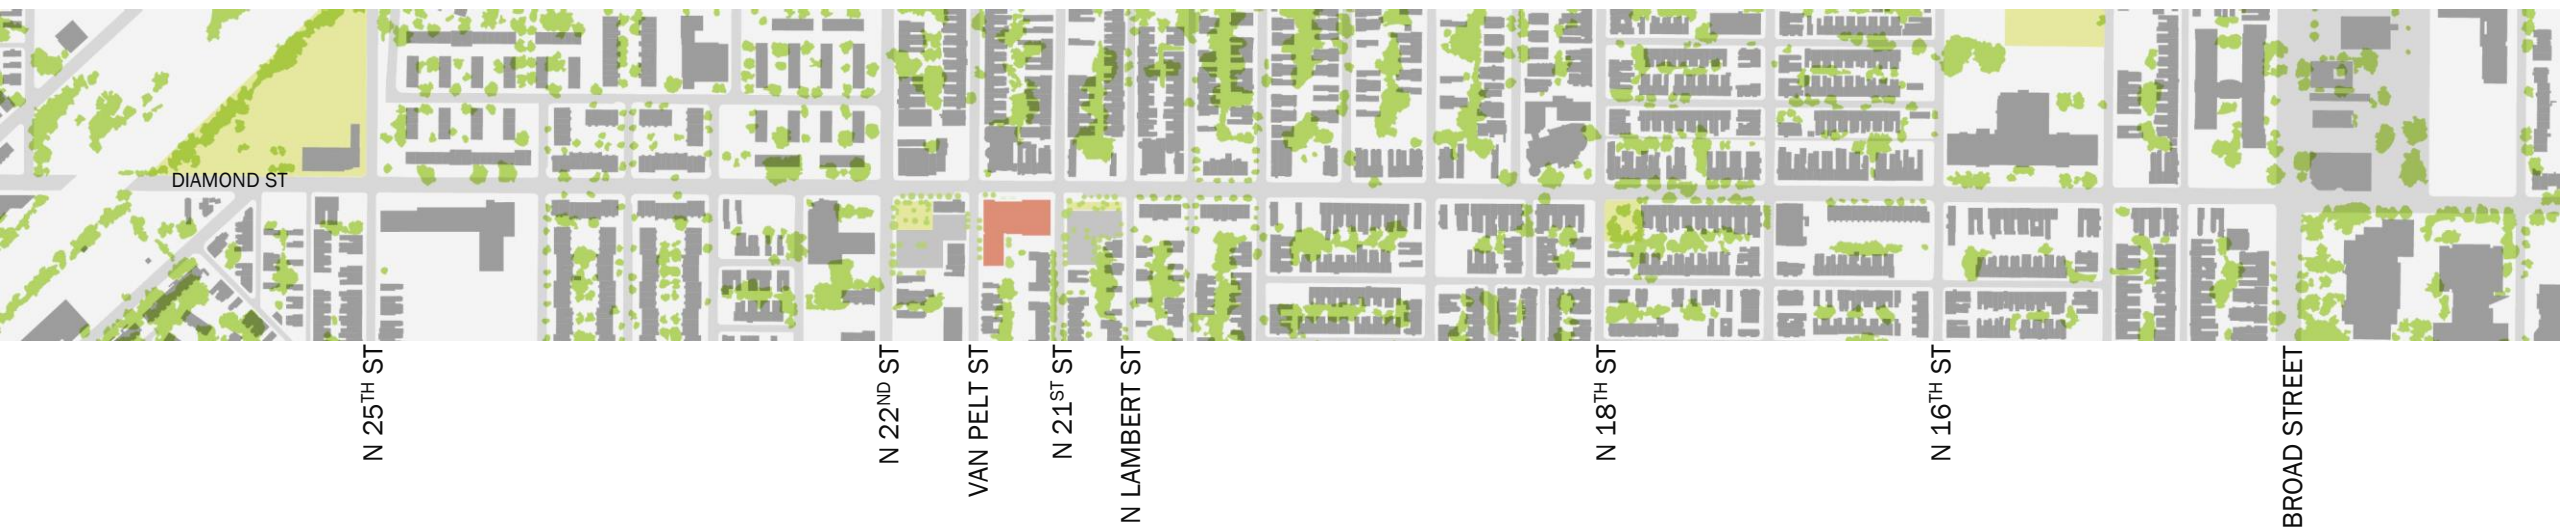 DIAMOND ST
N 25TH ST
N 22ND ST
VAN PELT ST
N 21ST ST
N LAMBERT ST
N 18TH ST
N 16TH ST
BROAD STREET